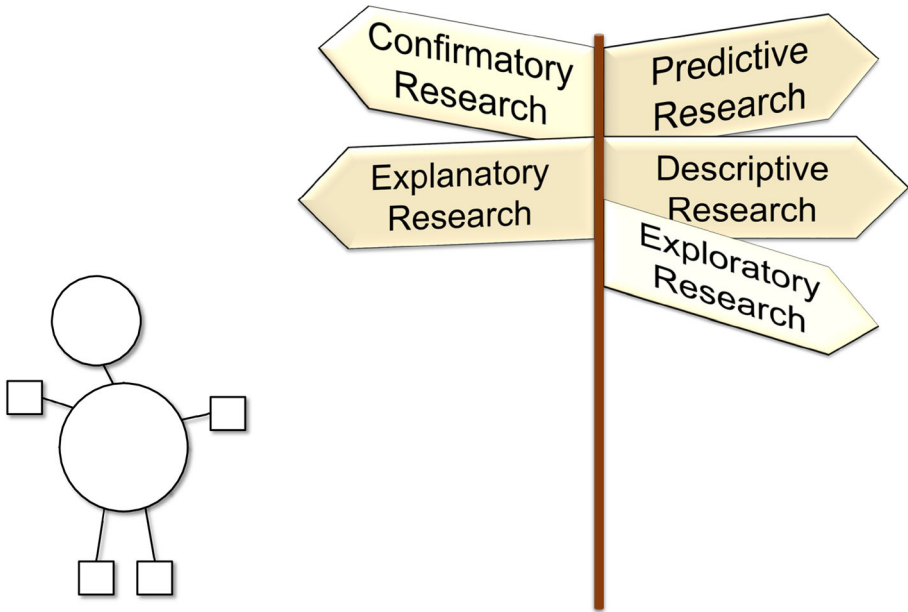 Confirmatory
Research
Predictive
Research
Explanatory
Research
Descriptive
Research
Exploratory
Research